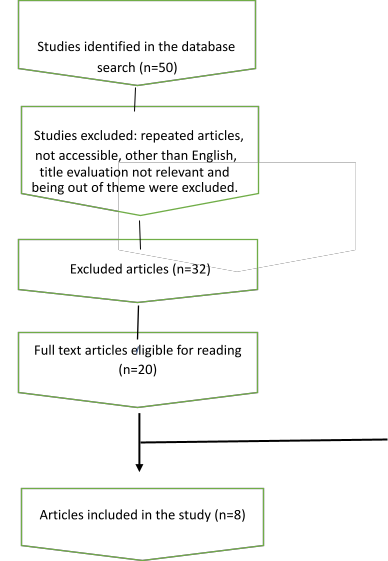 Studies identified in the database
search (n=50)
Studies excluded: repeated articles,
not accessible, other than English,
title evaluation not relevant and
being out of theme were excluded.
Excluded articles (n=32)
Full text articles eligible for reading
(n=20)
Articles included in the study (n=8)